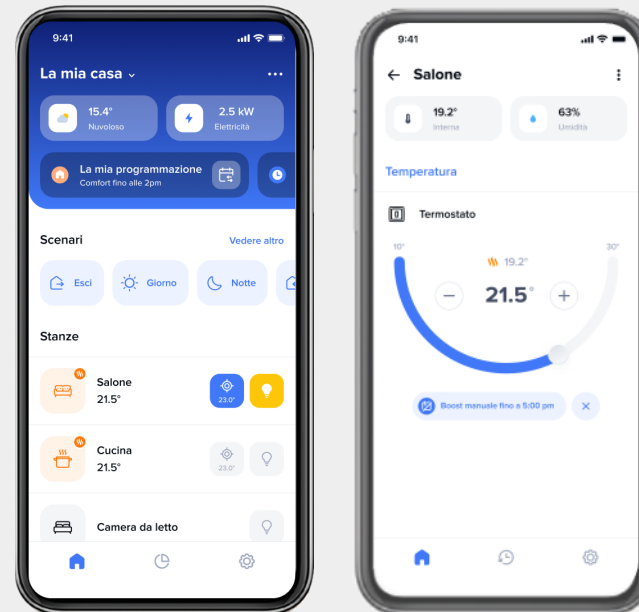 9:41
La mia casa
15.4°
Nuvoloso
2.5 kW
Elettricità
La mia programmazione
Comfort fino alle 2pm
Scenari
Vedere altro
Esci
Giorno
Notte
Stanze
Salone
21.5°
23.0°
Cucina
21.5°
23.0°
Camera da letto
9:41
Salone
19.2°
Interna
63%
Umidità
Temperatura
Termostato
10°
30°
19.2°
21.5°
Boost manuale fino a 5:00 pm